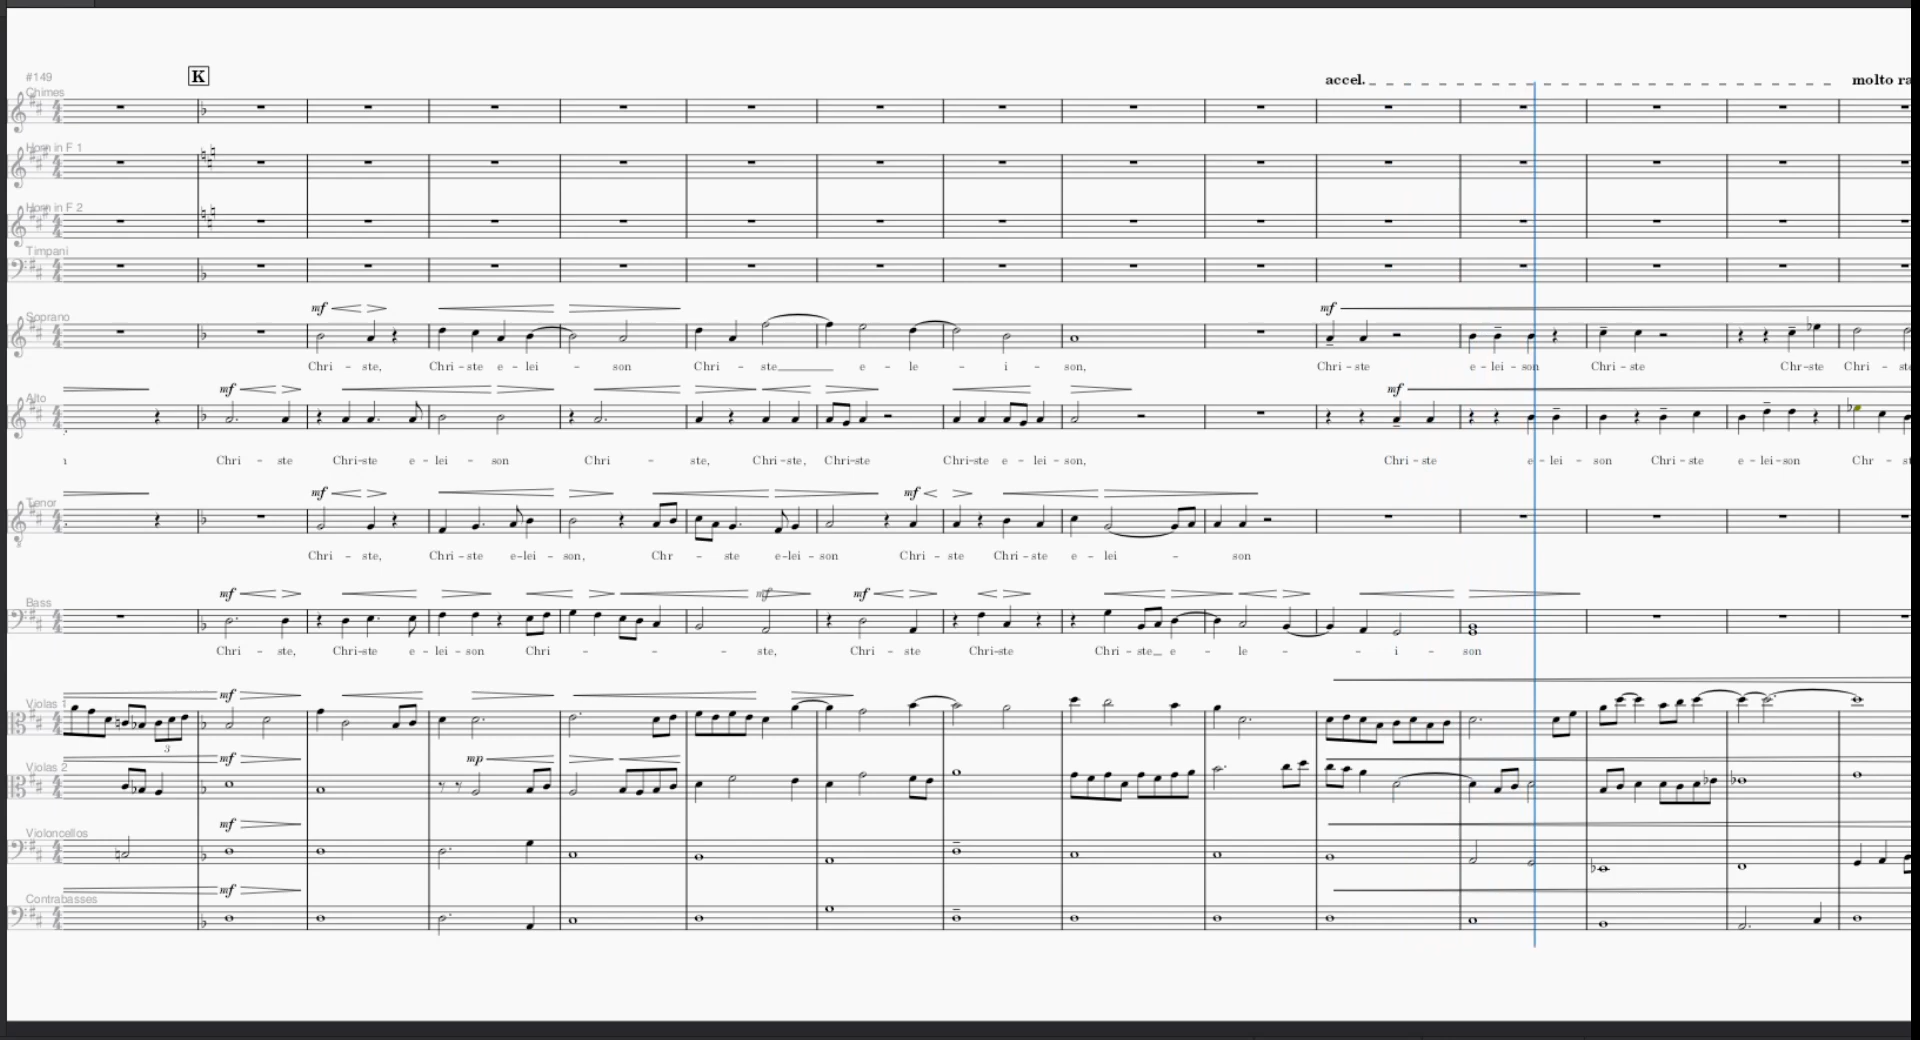 #149
K
accel.
molto ra
Chimes
Horn in F 1
Horn in F 2
Timpani
mf mf
Soprano
Chri - ste, Chri - ste e - lei - son Chri - ste e - le - i - son, Chri - ste e - lei - son Chri - ste Chr - ste Chri - ste
mf mf
Alto
Chri - ste Chri - ste e - lei - son Chri - ste, Chri - ste, Chri - ste Chri - ste e - lei - son, Chri - ste e - lei - son Chri - ste e - lei - son Chr - st
mf mf
Tenor
Chri - ste, Chri - ste e - lei - son, Chr - ste e - lei - son Chri - ste Chri - ste e - lei - son
mf mf mf
Bass
Chri - ste, Chri - ste e - lei - son Chri - ste, Chri - ste Chri - ste Chri - ste e - le - i - son
mf
Violas 1
3
mf mp
Violas 2
mf
Violoncellos
mf
Contrabasses